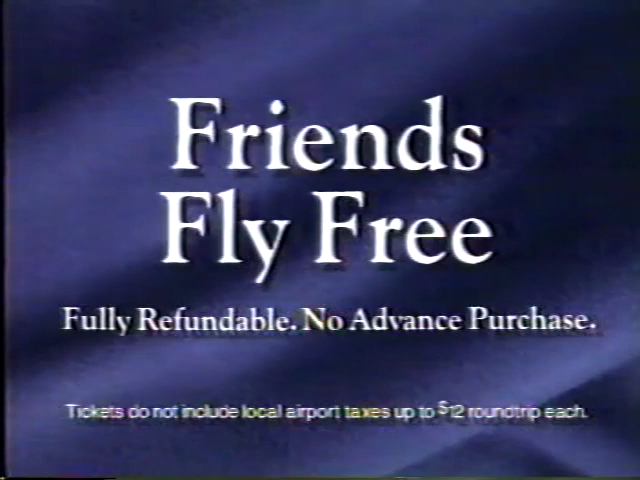 Friends
Fly Free
Fully Refundable. No Advance Purchase.
Tickets do not include local airport taxes up to $12 roundtrip each.